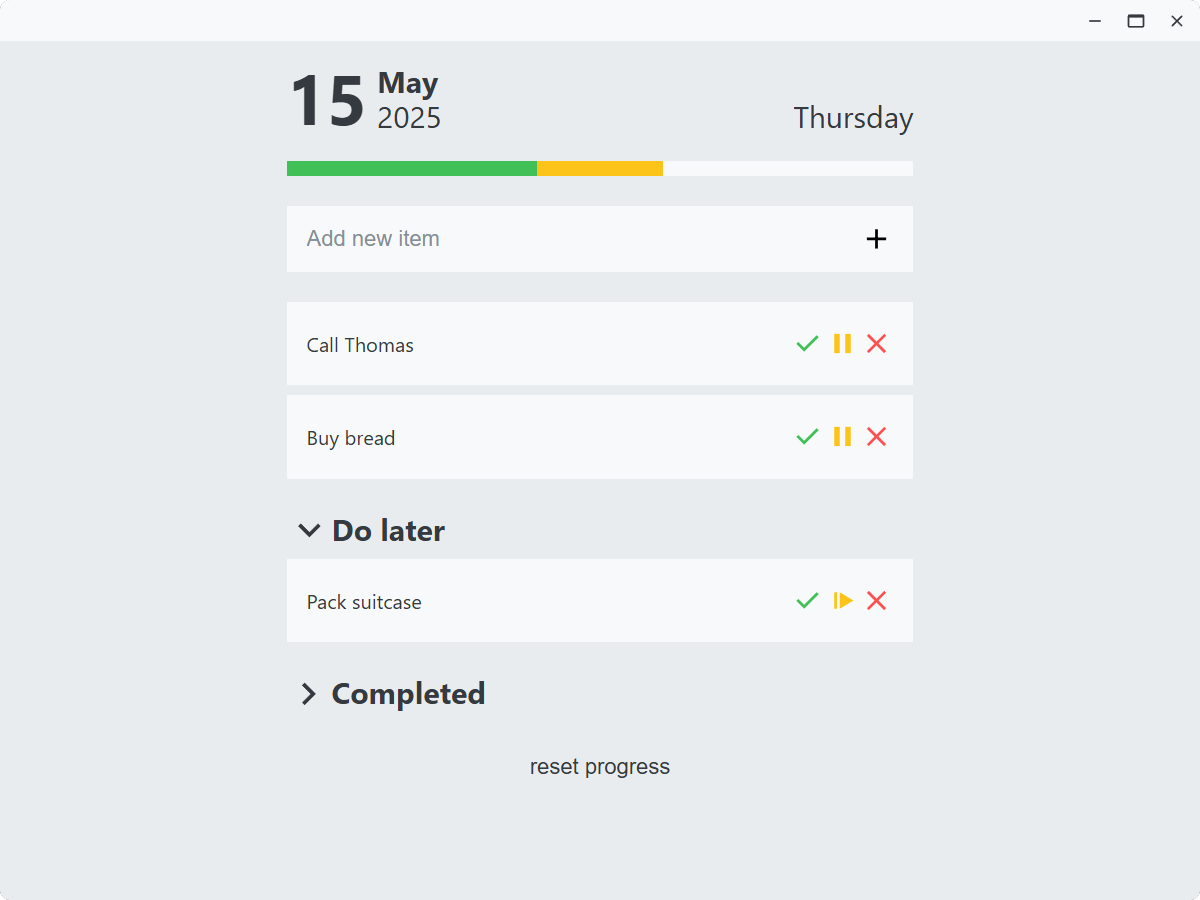 15
May
2025
Thursday
Add new item
Call Thomas
Buy bread
Do later
Pack suitcase
Completed
reset progress